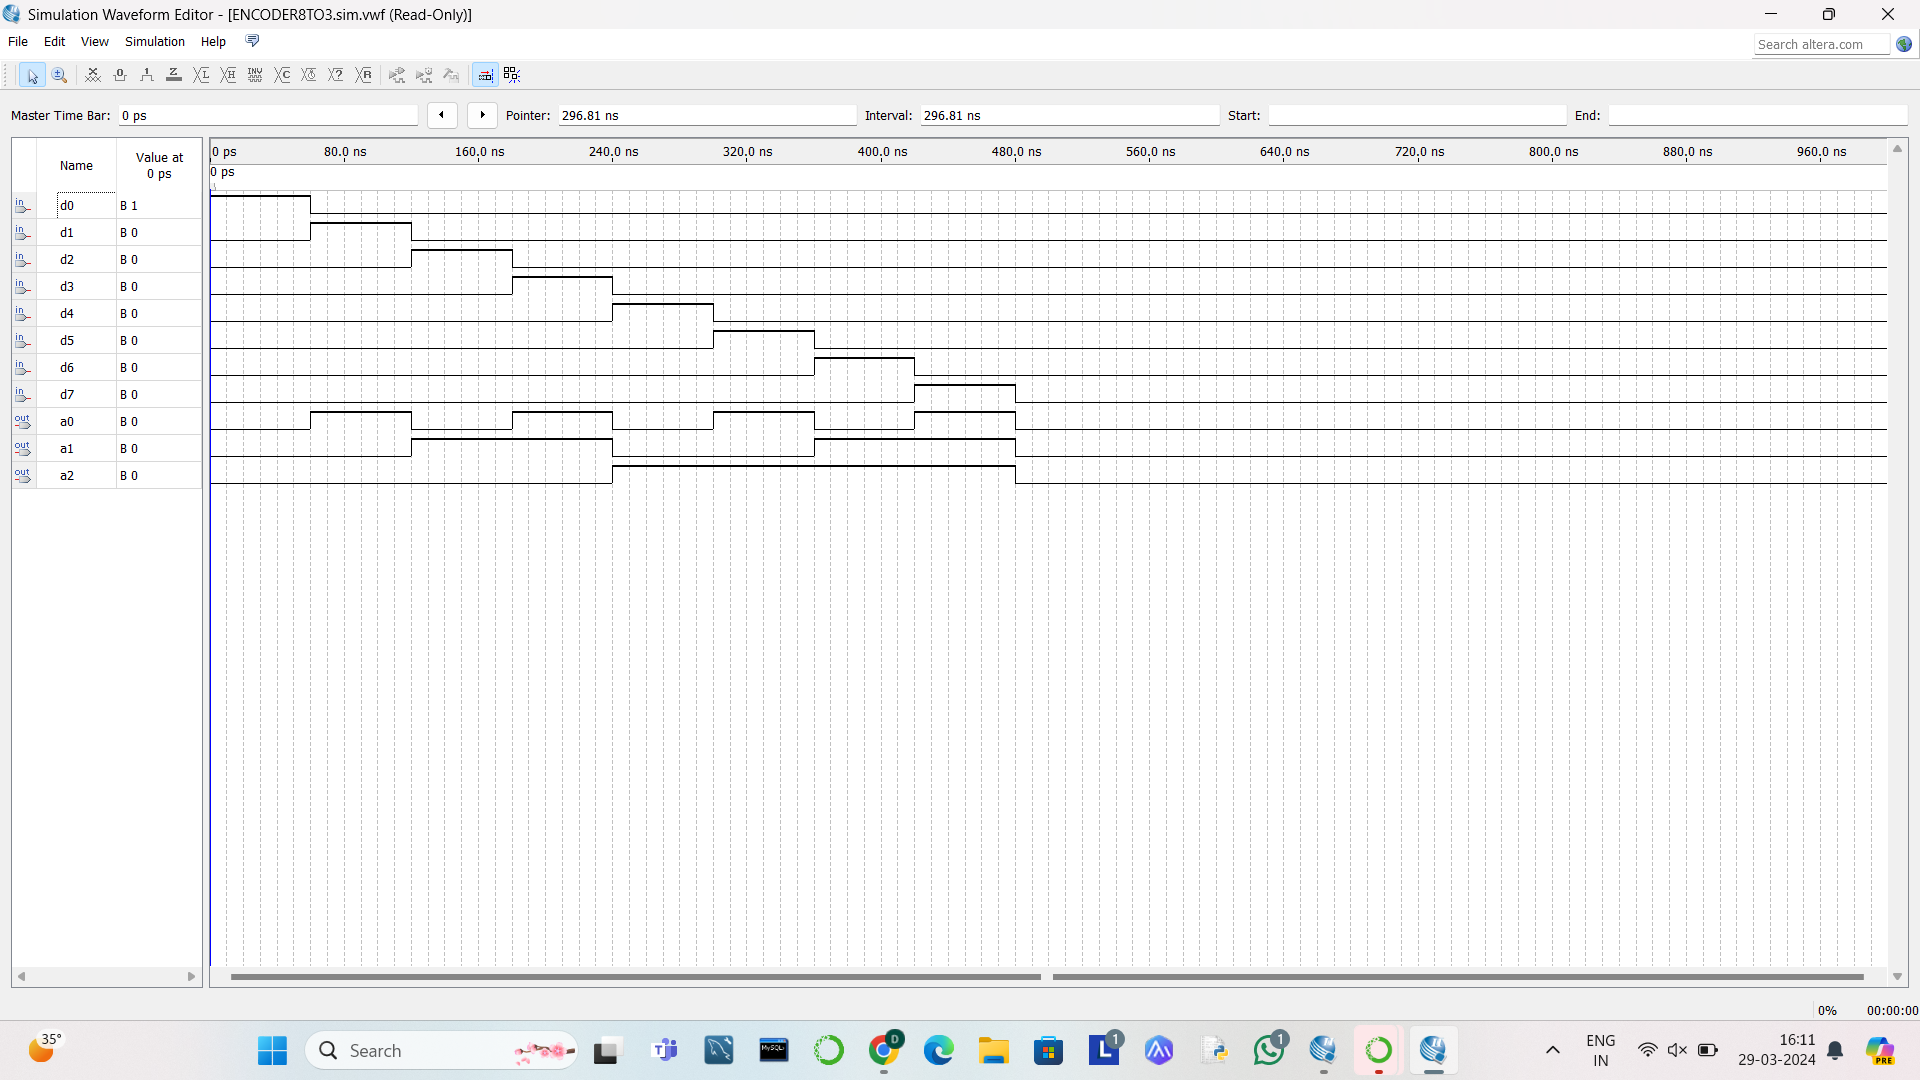 Simulation Waveform Editor - [ENCODER8TO3.sim.vwf (Read-Only)]
File Edit View Simulation Help
Search altera.com
Master Time Bar: 0 ps Pointer: 296.81 ns Interval: 296.81 ns Start: End:
Name Value at 0 ps
0 ps 80.0 ns 160.0 ns 240.0 ns 320.0 ns 400.0 ns 480.0 ns 560.0 ns 640.0 ns 720.0 ns 800.0 ns 880.0 ns 960.0 ns
0 ps
in d0 B 1
in d1 B 0
in d2 B 0
in d3 B 0
in d4 B 0
in d5 B 0
in d6 B 0
in d7 B 0
out a0 B 0
out a1 B 0
out a2 B 0
0% 00:00:00
35° Search MySQL D L 1 1 ENG IN 16:11 29-03-2024 PRE